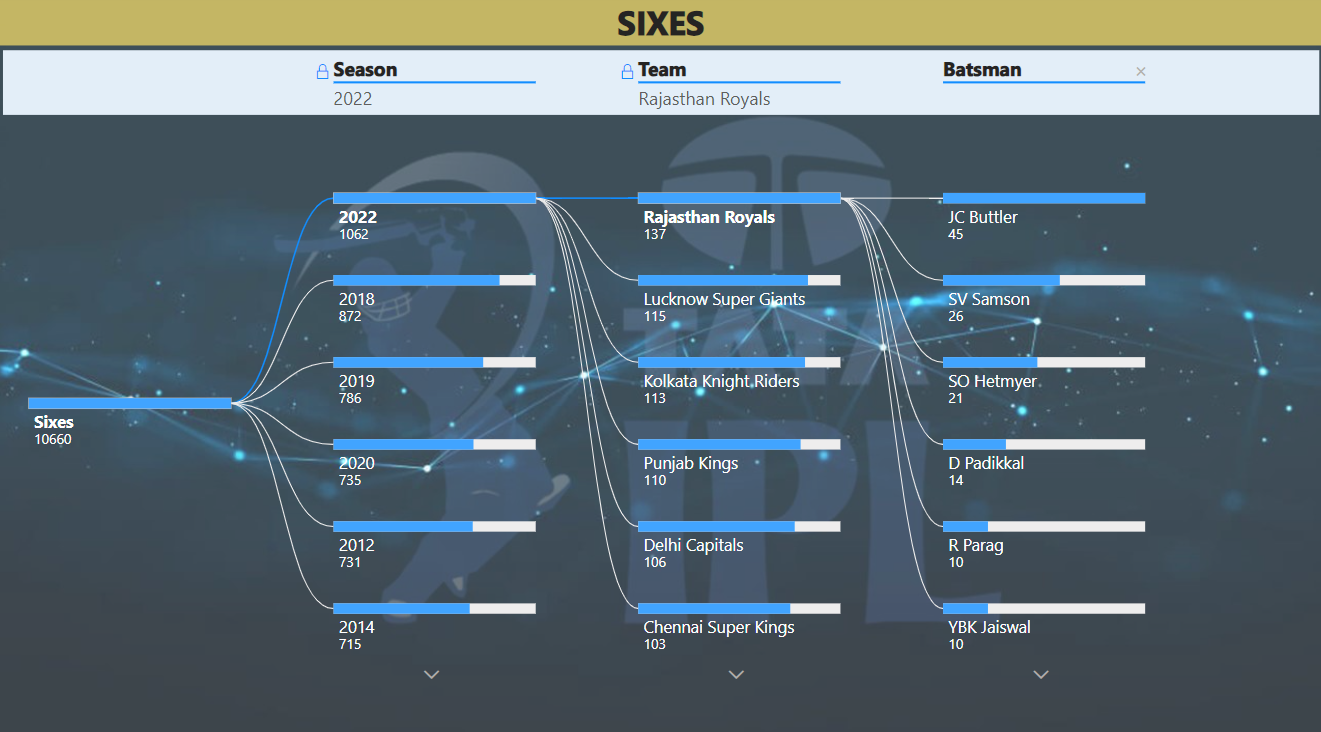 SIXES
Season
2022
Team
Rajasthan Royals
Batsman
Sixes
10660
2022
1062
2018
872
2019
786
2020
735
2012
731
2014
715
Rajasthan Royals
137
Lucknow Super Giants
115
Kolkata Knight Riders
113
Punjab Kings
110
Delhi Capitals
106
Chennai Super Kings
103
JC Buttler
45
SV Samson
26
SO Hetmyer
21
D Padikkal
14
R Parag
10
YBK Jaiswal
10
TATA
IPL